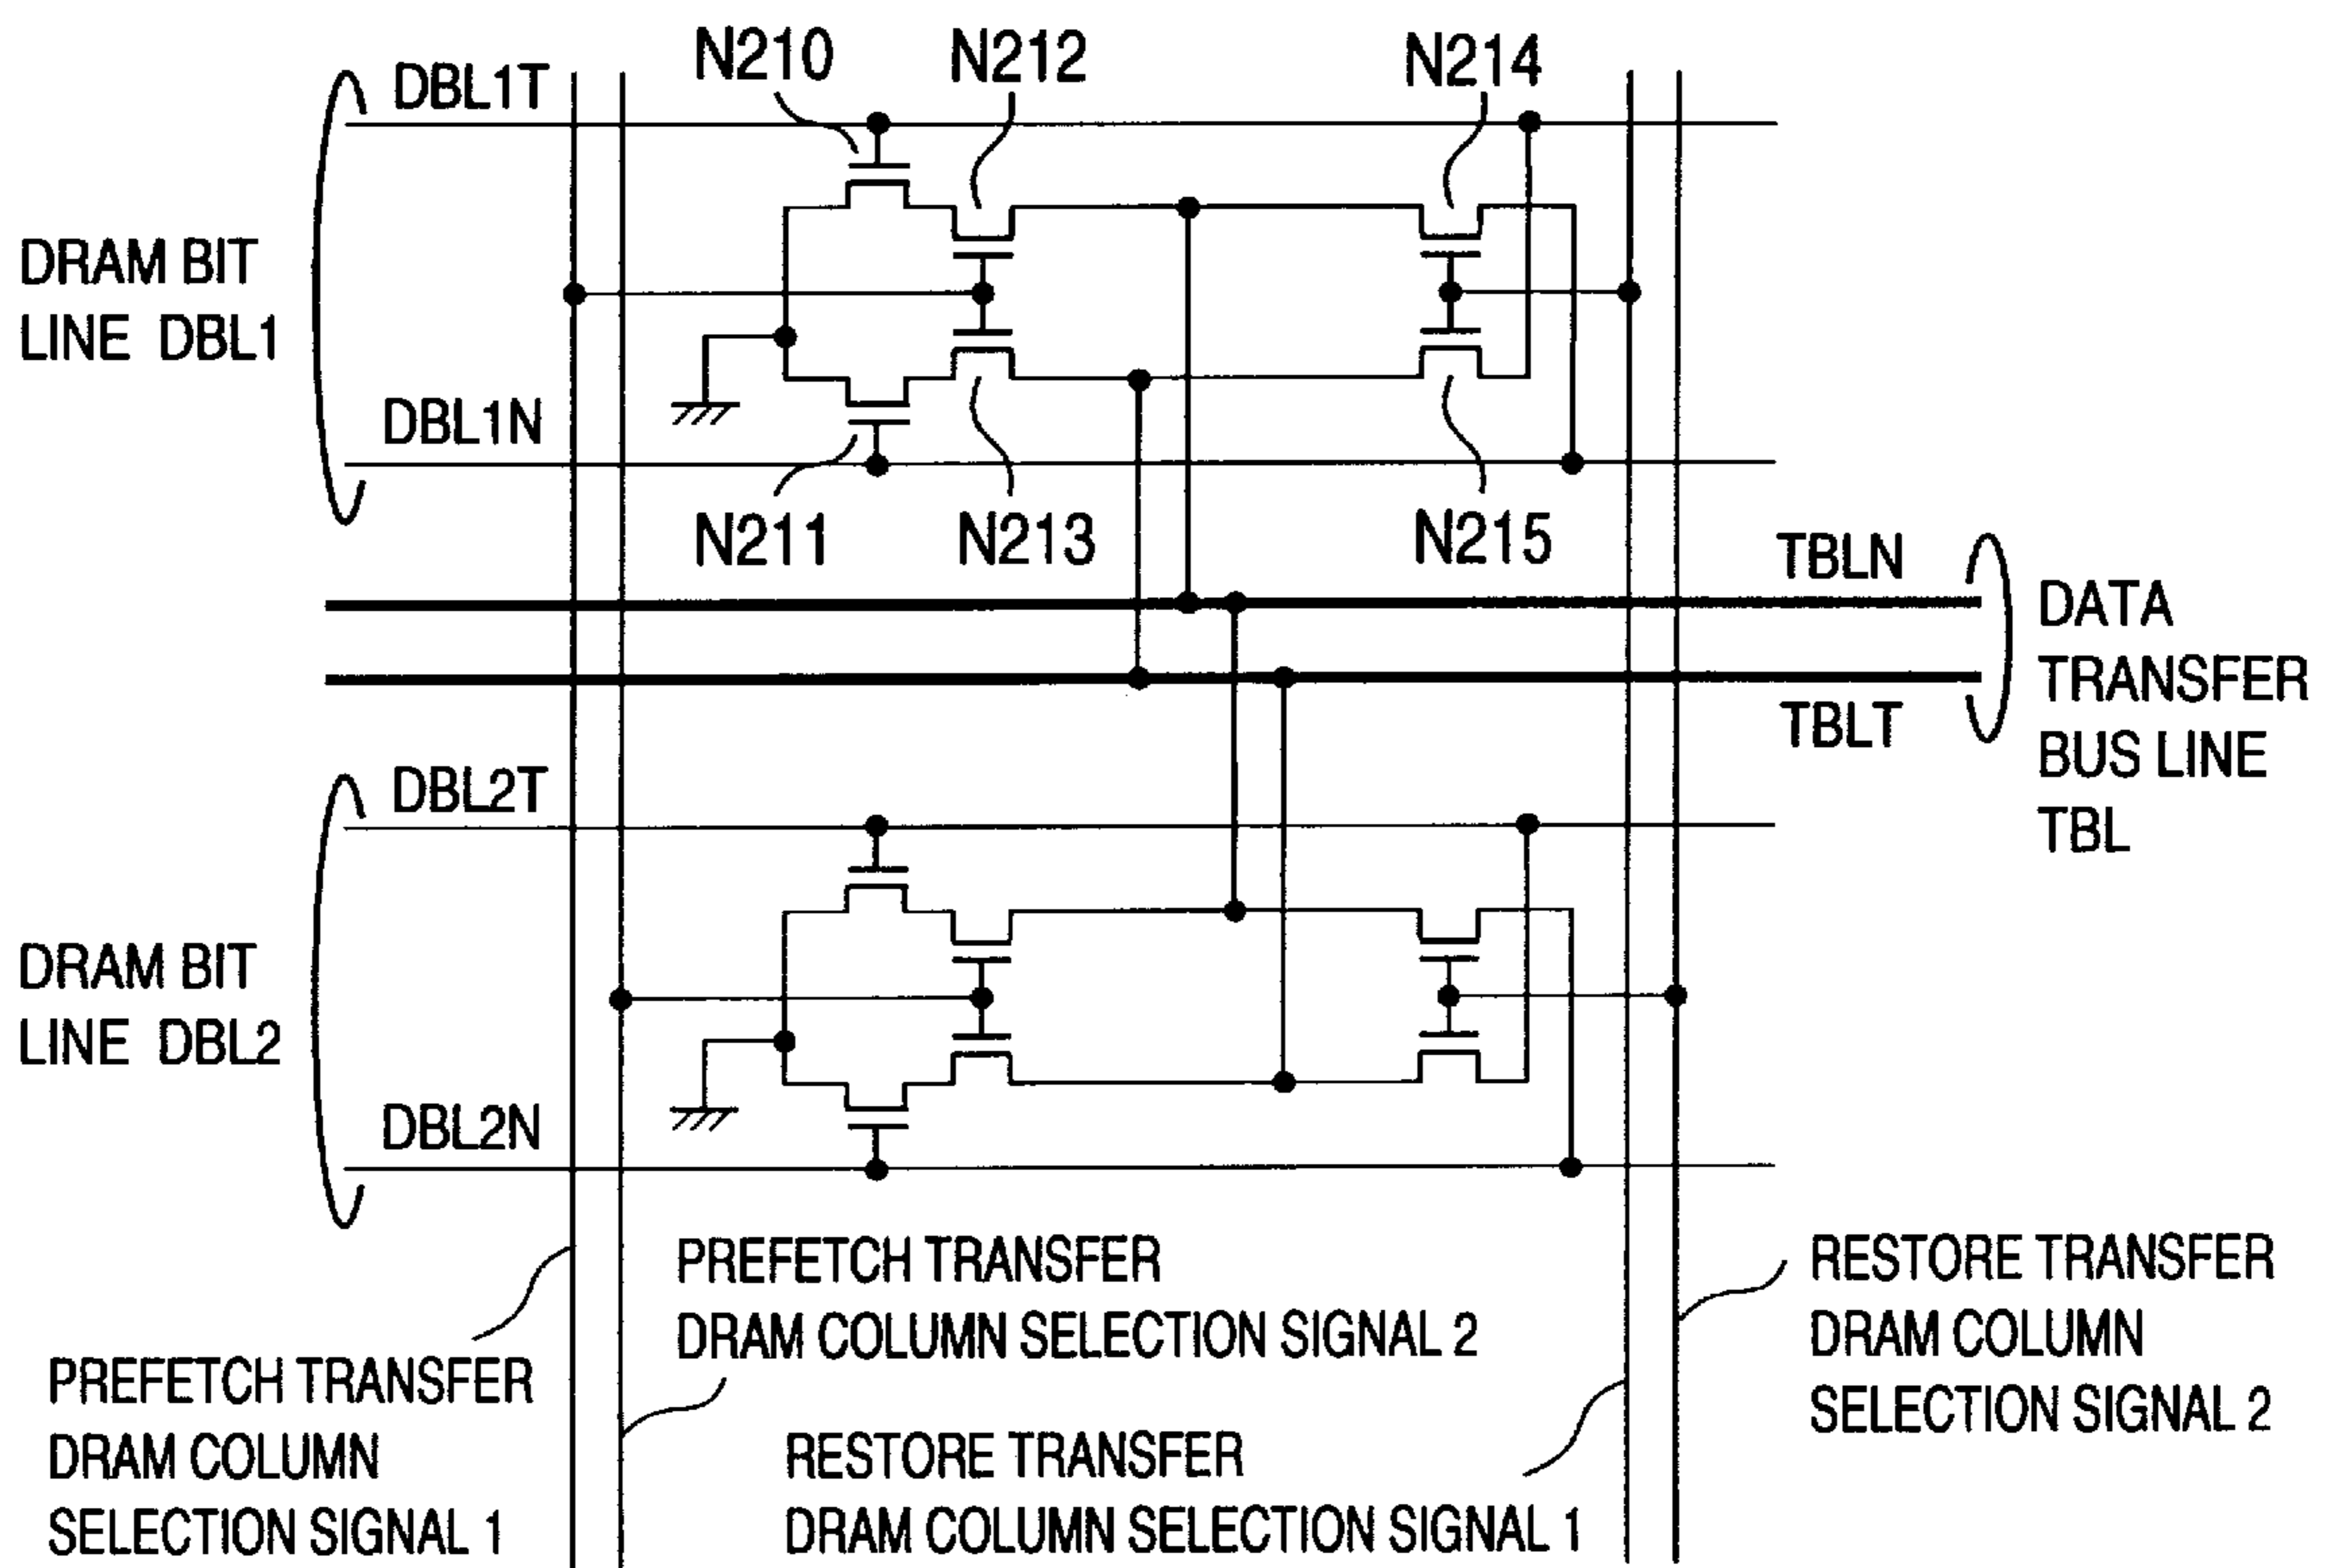 N210
N212
N214
DBL1T
DRAM BIT
LINE DBL1
DBL1N
N211
N213
N215
TBLN
DATA
TRANSFER
BUS LINE
TBL
TBLT
DBL2T
DRAM BIT
LINE DBL2
DBL2N
PREFETCH TRANSFER
DRAM COLUMN SELECTION SIGNAL 2
RESTORE TRANSFER
DRAM COLUMN
SELECTION SIGNAL 2
PREFETCH TRANSFER
DRAM COLUMN
SELECTION SIGNAL 1
RESTORE TRANSFER
DRAM COLUMN SELECTION SIGNAL 1